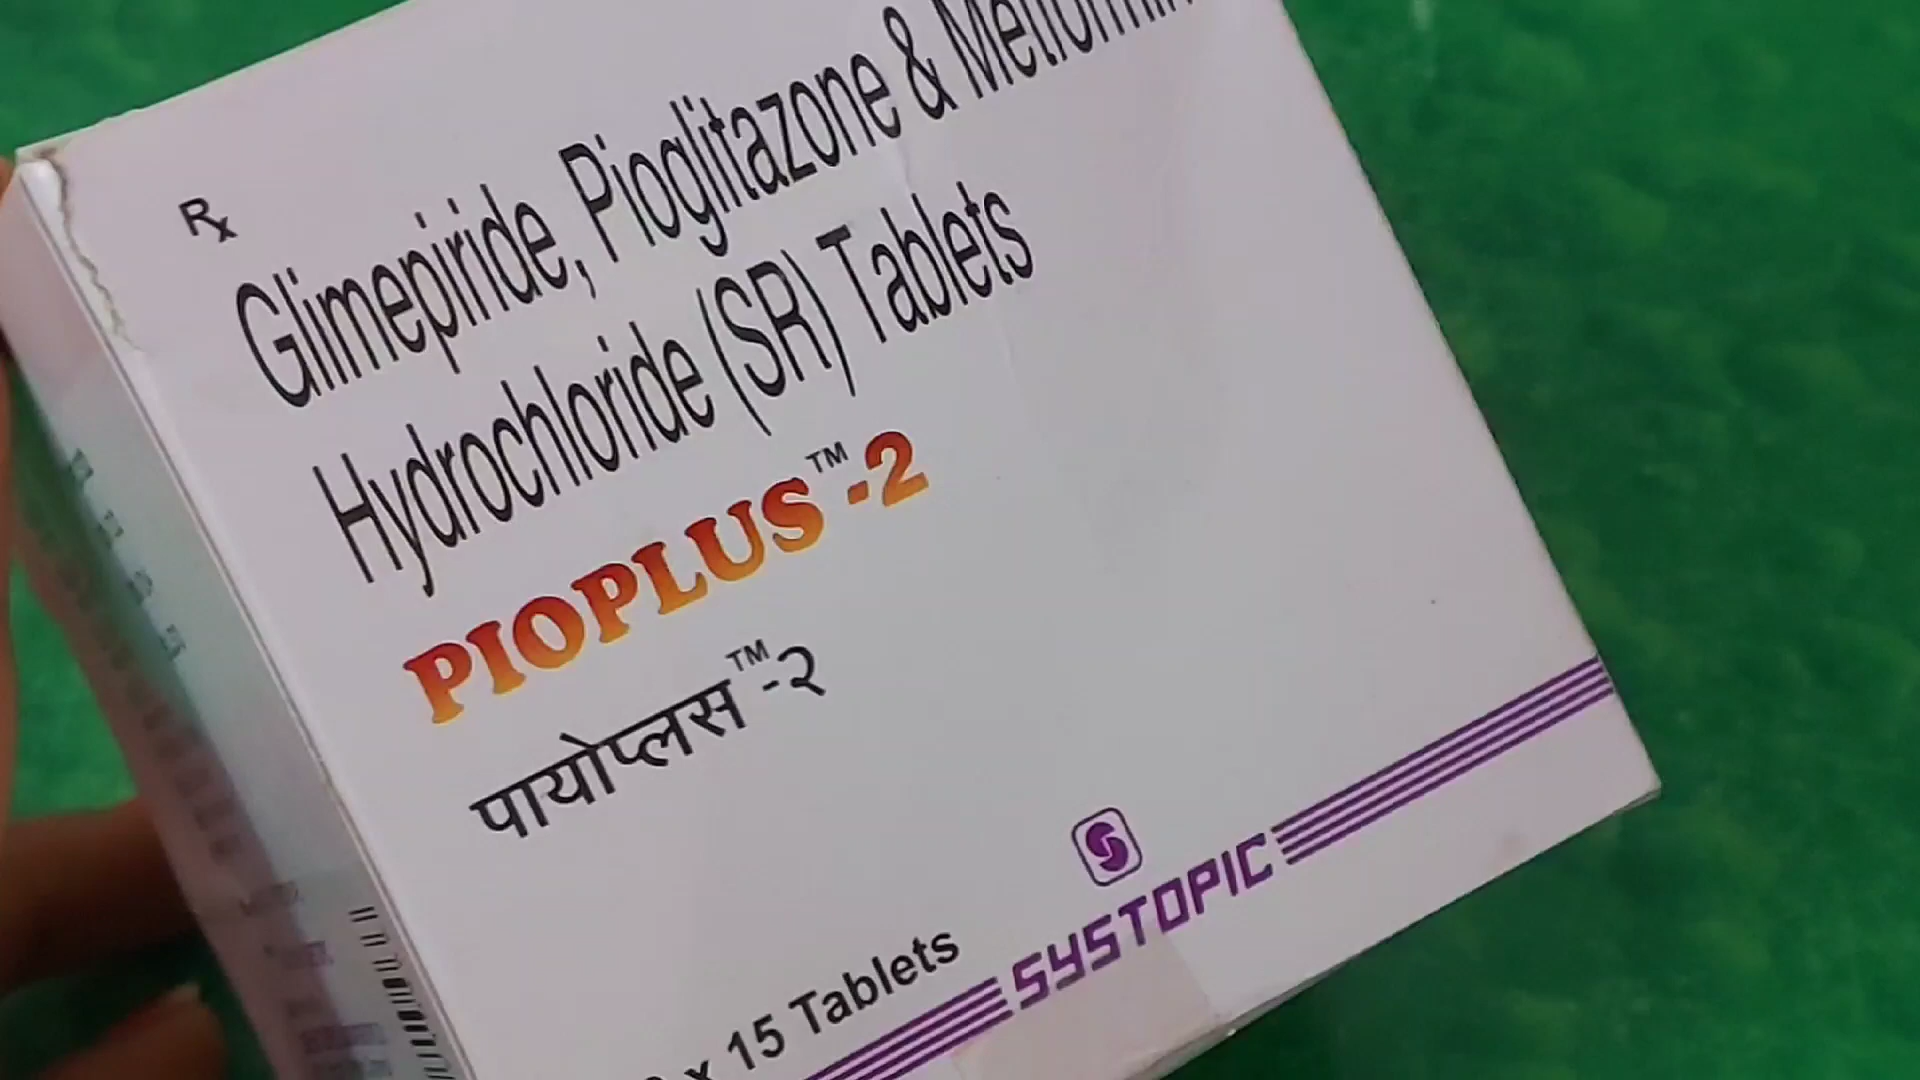 Rx
Glimepiride, Pioglitazone & Metformin
Hydrochloride (SR) Tablets
PIOPLUS™-2
पायोप्लस™-२
x 15 Tablets
SYSTOPIC